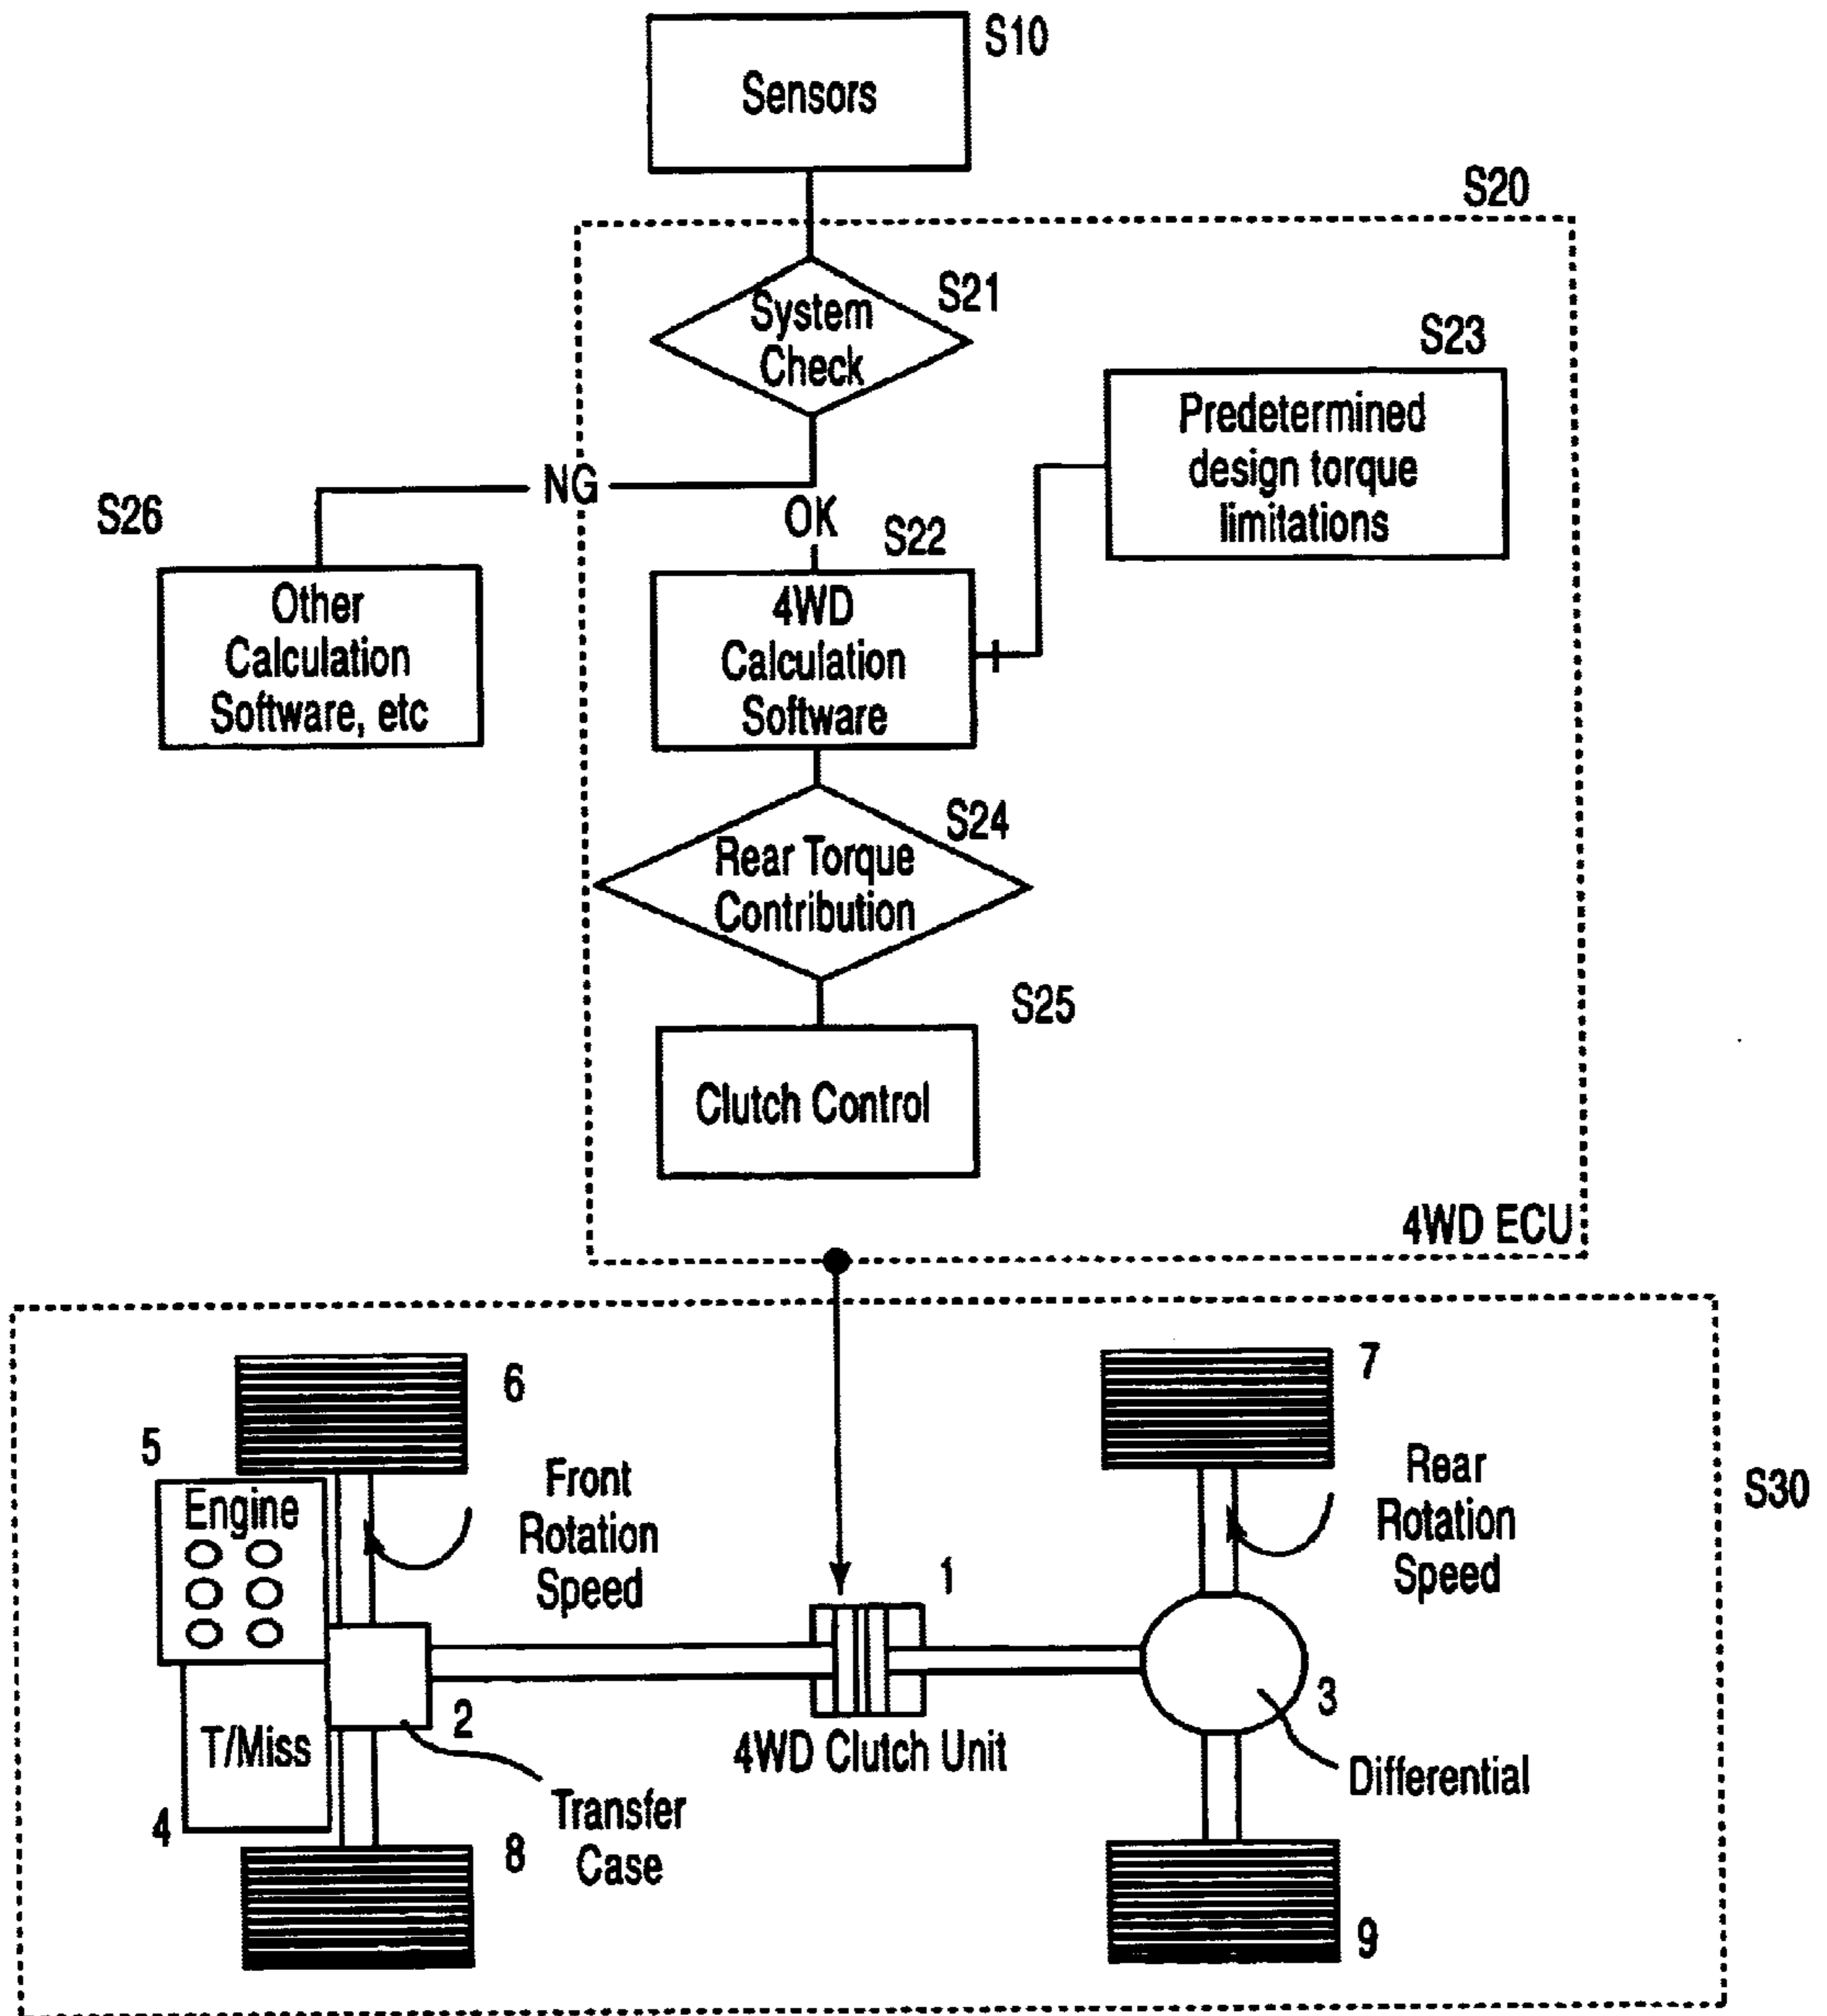 Sensors
S10
S20
System
Check
S21
S23
Predetermined
design torque
limitations
NG
OK
S26
S22
Other
Calculation
Software, etc
4WD
Calculation
Software
S24
Rear Torque
Contribution
S25
Clutch Control
4WD ECU
6
7
5
Engine
Front
Rotation
Speed
Rear
Rotation
Speed
S30
1
2
3
T/Miss
4WD Clutch Unit
Differential
4
Transfer
Case
8
9